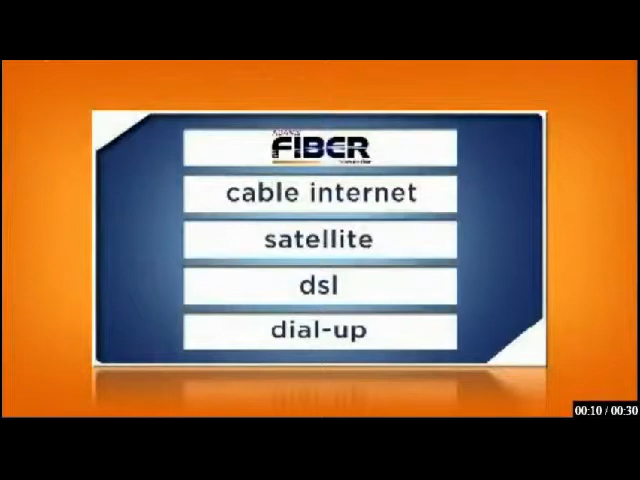 FIBER
cable internet
satellite
dsl
dial-up
00:10 / 00:30